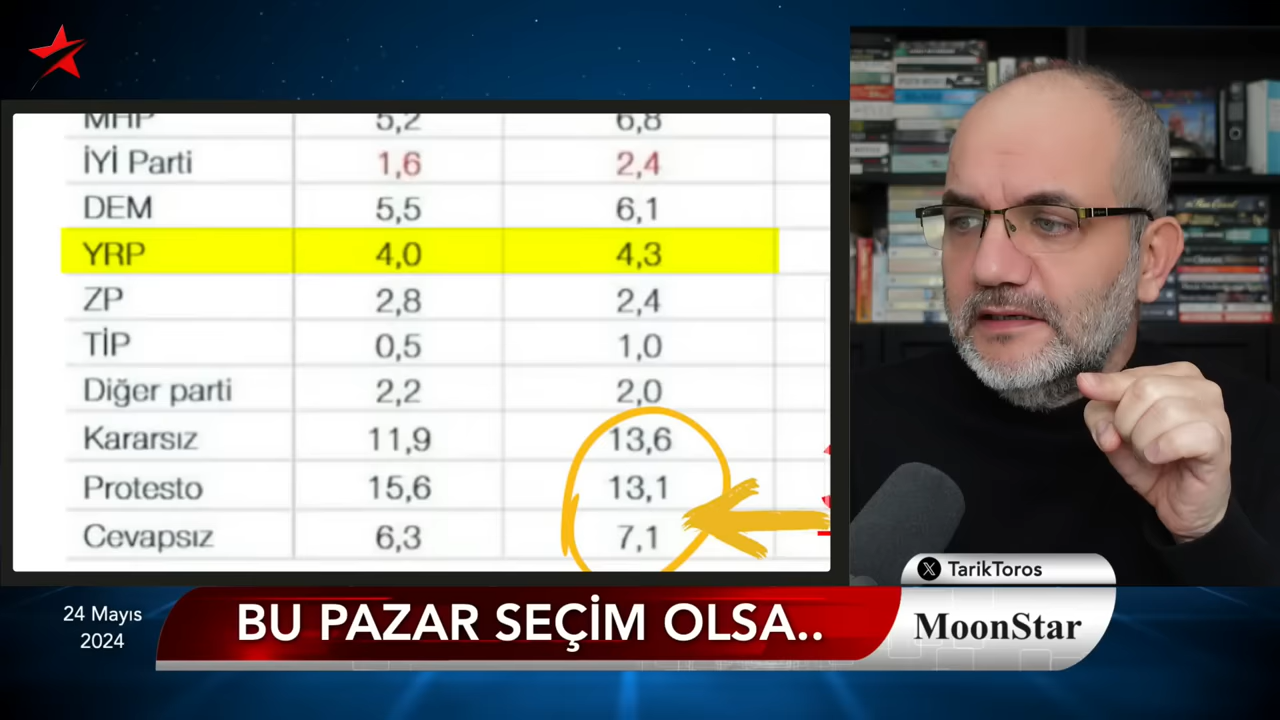 MHP 5,2 6,8
İYİ Parti 1,6 2,4
DEM 5,5 6,1
YRP 4,0 4,3
ZP 2,8 2,4
TİP 0,5 1,0
Diğer parti 2,2 2,0
Kararsız 11,9 13,6
Protesto 15,6 13,1
Cevapsız 6,3 7,1
X TarikToros
24 Mayıs
2024
BU PAZAR SEÇİM OLSA..
MoonStar